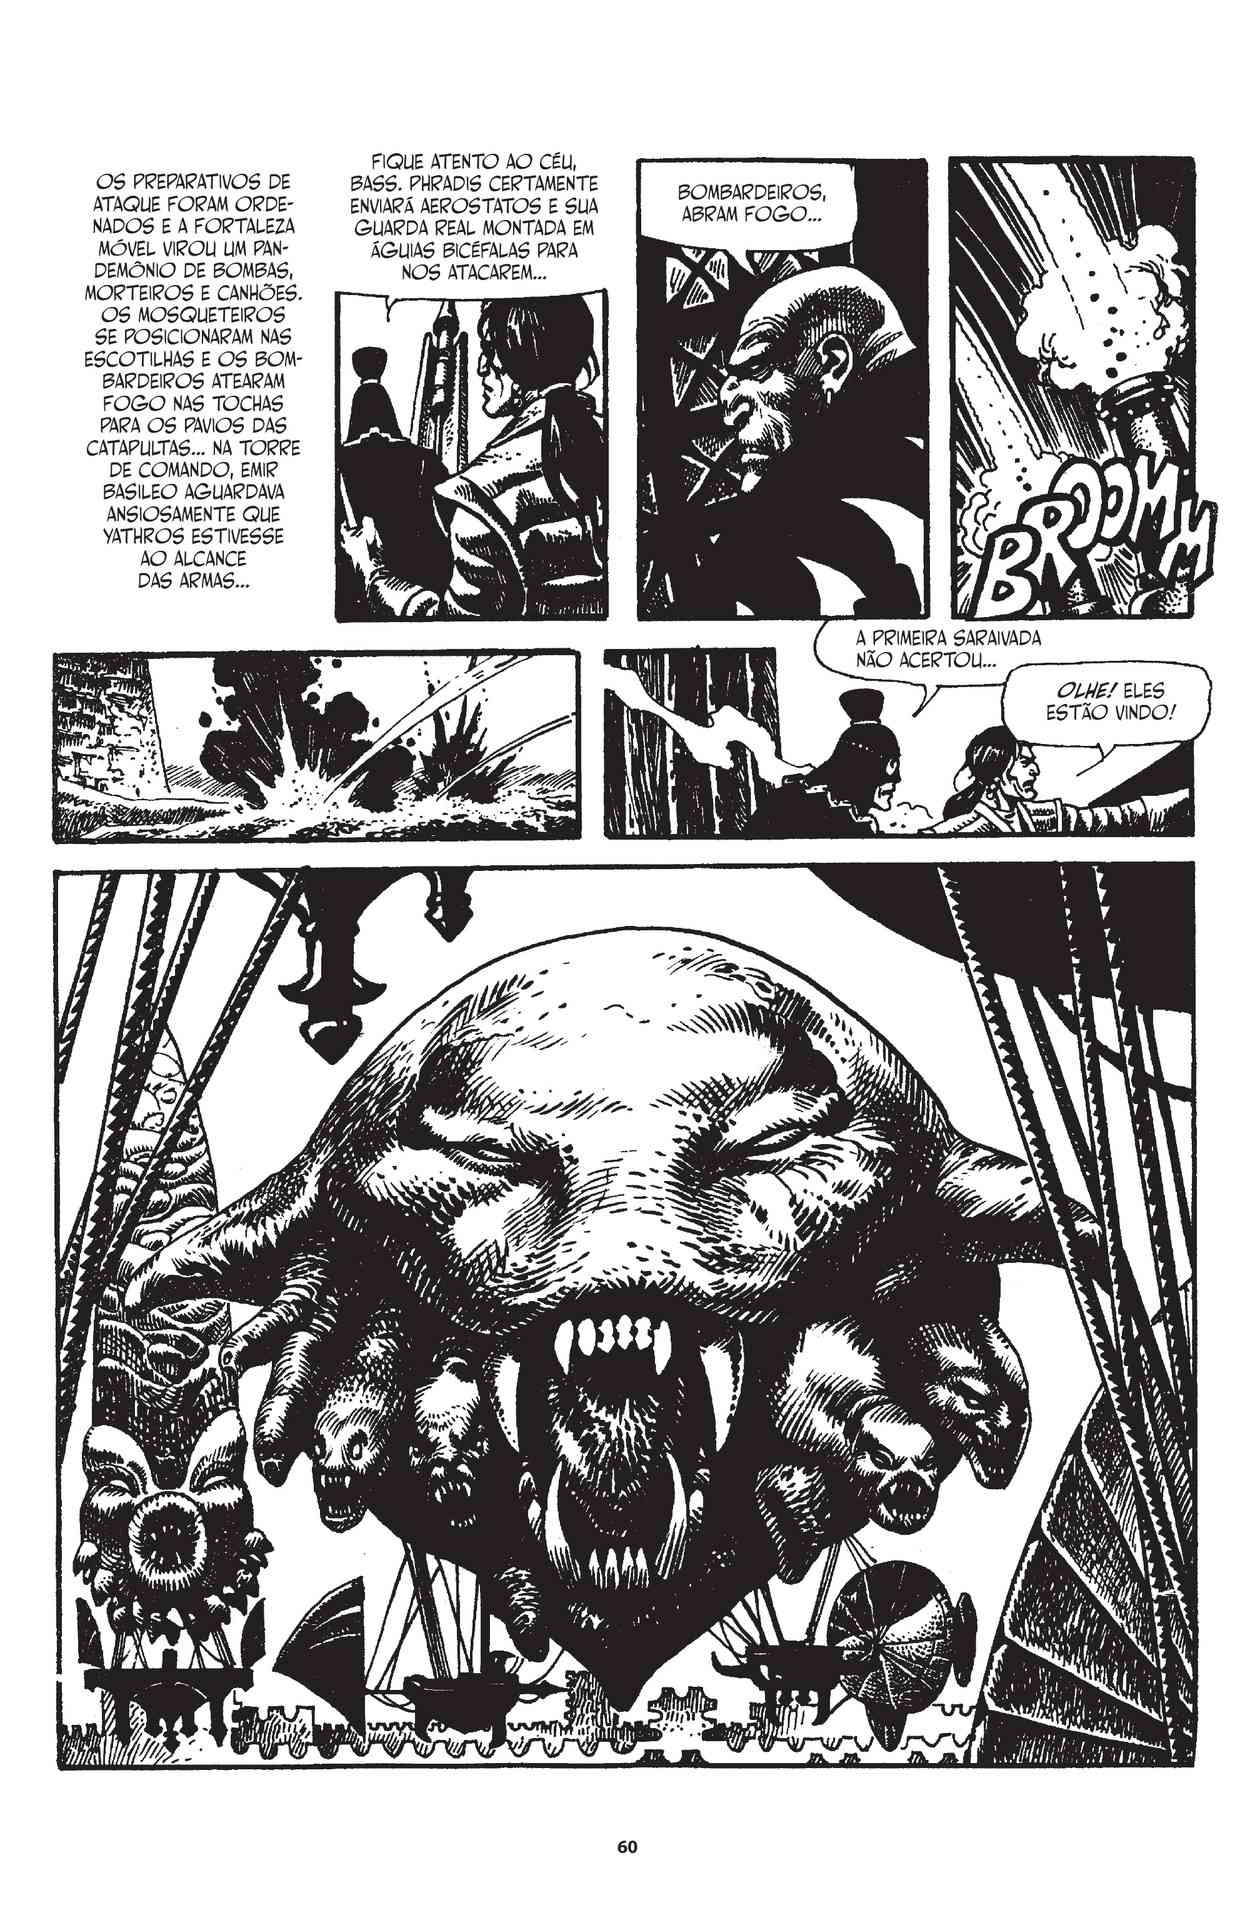 OS PREPARATIVOS DE
ATAQUE FORAM ORDE-
NADOS E A FORTALEZA
MÓVEL VIROU UM PAN-
DEMÔNIO DE BOMBAS,
MORTEIROS E CANHÕES.
OS MOSQUETEIROS
SE POSICIONARAM NAS
ESCOTILHAS E OS BOM-
BARDEIROS ATEARAM
FOGO NAS TOCHAS
PARA OS PAVIOS DAS
CATAPULTAS... NA TORRE
DE COMANDO, EMIR
BASILEO AGUARDAVA
ANSIOSAMENTE QUE
YATHROS ESTIVESSE
AO ALCANCE
DAS ARMAS...
FIQUE ATENTO AO CÉU,
BASS. PHRADIS CERTAMENTE
ENVIARÁ AEROSTATOS E SUA
GUARDA REAL MONTADA EM
ÁGUIAS BICÉFALAS PARA
NOS ATACAREM...
BOMBARDEIROS,
ABRAM FOGO...
BROOMMM
A PRIMEIRA SARAIVADA
NÃO ACERTOU...
OLHE! ELES
ESTÃO VINDO!
60